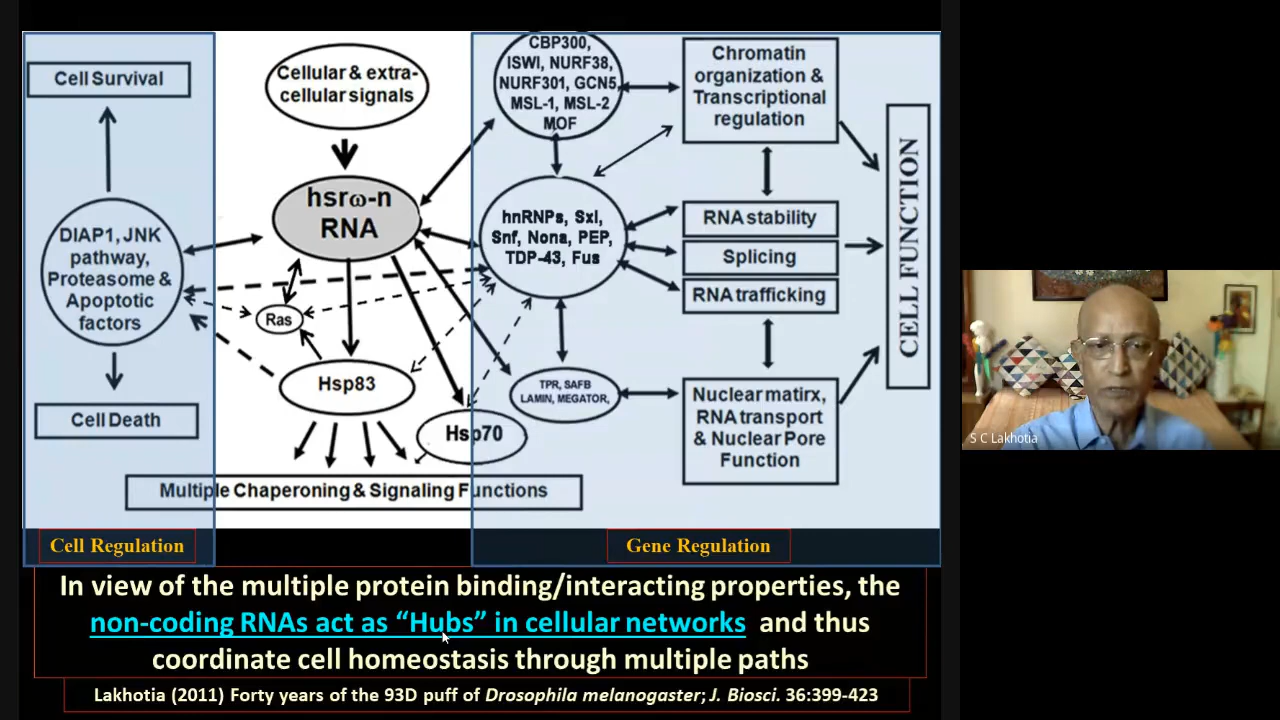 Cell Survival
DIAP1, JNK
pathway,
Proteasome &
Apoptotic
factors
Cell Death
Cellular & extra-
cellular signals
hsrω-n
RNA
Ras
Hsp83
Hsp70
Multiple Chaperoning & Signaling Functions
CBP300,
ISWI, NURF38,
NURF301, GCN5,
MSL-1, MSL-2
MOF
hnRNPs, Sxl,
Snf, Nona, PEP,
TDP-43, Fus
TPR, SAFB
LAMIN, MEGATOR,
Chromatin
organization &
Transcriptional
regulation
RNA stability
Splicing
RNA trafficking
Nuclear matirx,
RNA transport
& Nuclear Pore
Function
CELL FUNCTION
Cell Regulation
Gene Regulation
In view of the multiple protein binding/interacting properties, the
non-coding RNAs act as “Hubs” in cellular networks and thus
coordinate cell homeostasis through multiple paths
Lakhotia (2011) Forty years of the 93D puff of Drosophila melanogaster; J. Biosci. 36:399-423
S C Lakhotia